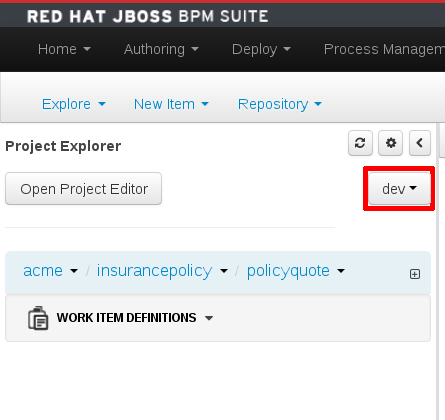 RED HAT JBOSS BPM SUITE
Home Authoring Deploy Process Managem
Explore New Item Repository
Project Explorer
Open Project Editor dev
acme / insurancepolicy / policyquote
WORK ITEM DEFINITIONS